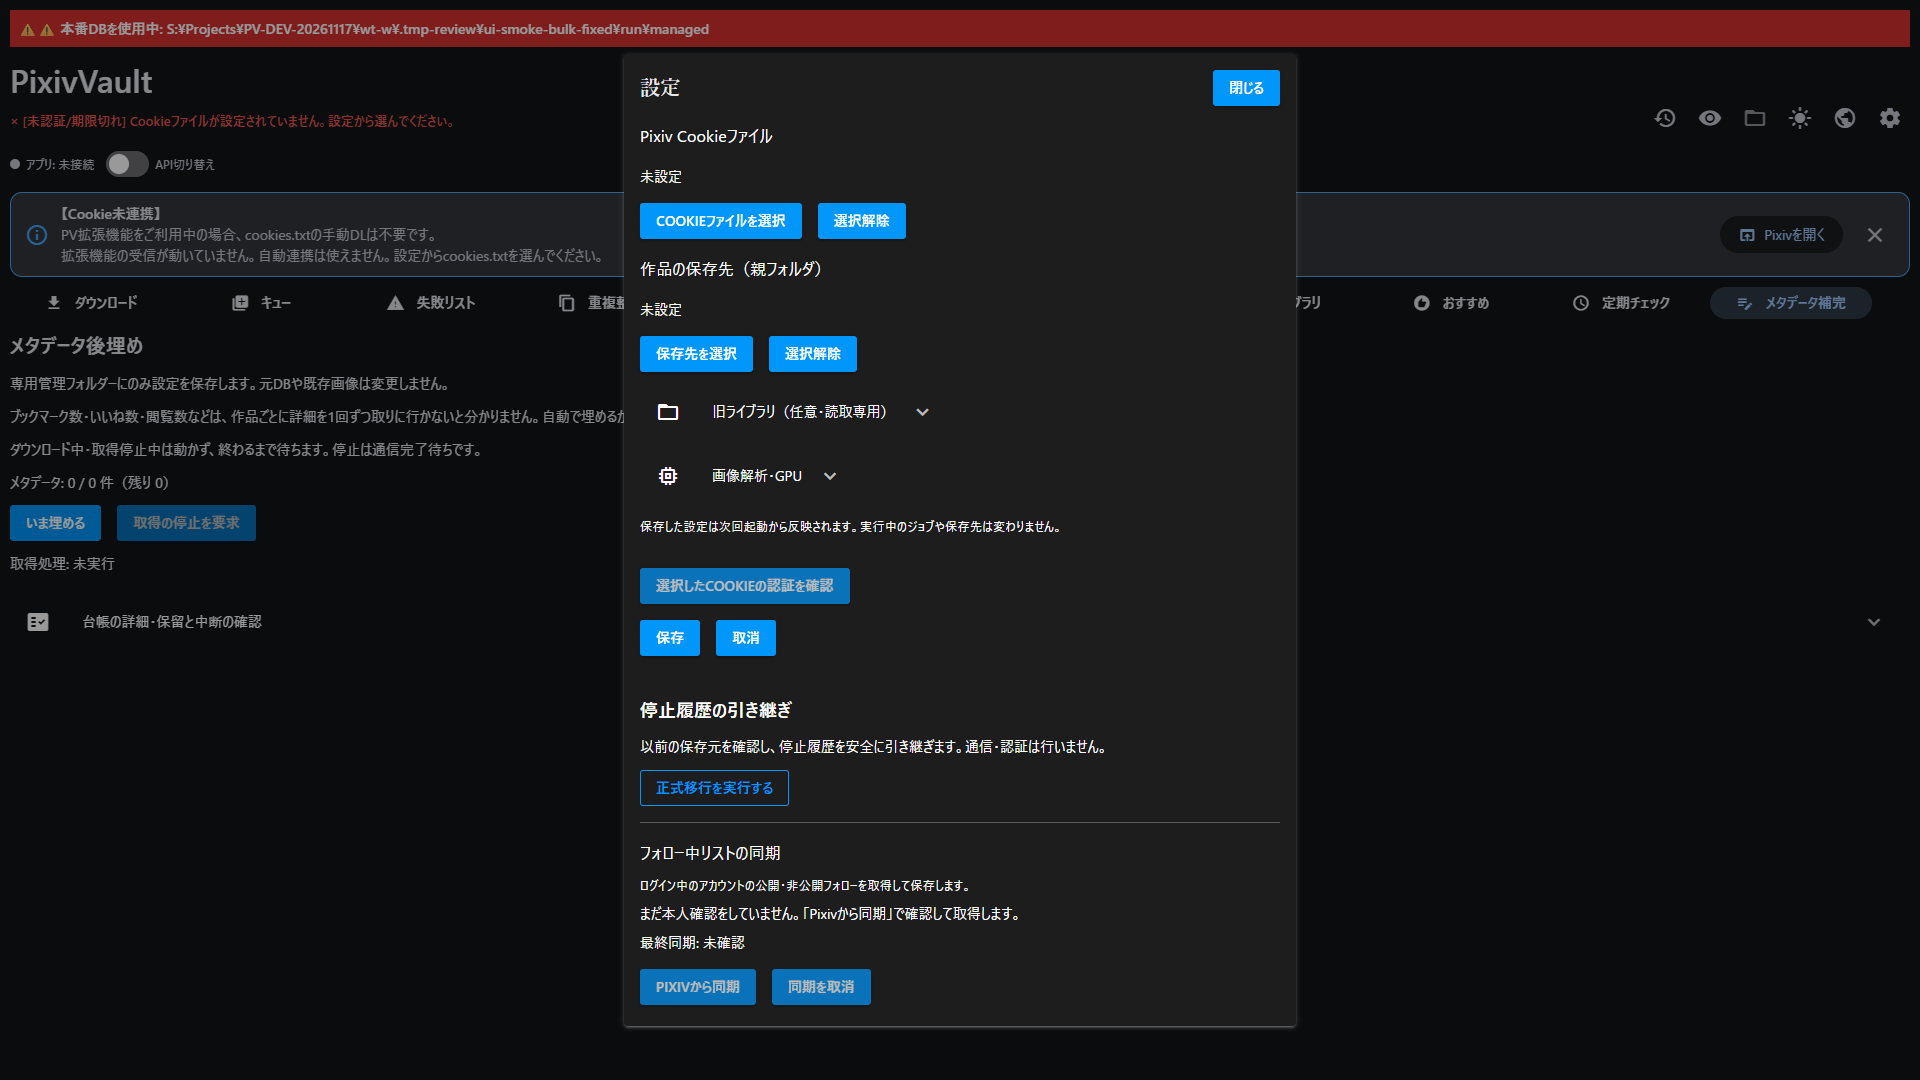 本番DBを使用中: S:¥Projects¥PV-DEV-20261117¥wt-w¥.tmp-review¥ui-smoke-bulk-fixed¥run¥managed
PixivVault
× [未認証/期限切れ] Cookieファイルが設定されていません。設定から選んでください。
アプリ: 未接続
API切り替え
【Cookie未連携】
PV拡張機能をご利用中の場合、cookies.txtの手動DLは不要です。
拡張機能の受信が動いていません。自動連携は使えません。設定からcookies.txtを選んでください。
Pixivを開く
ダウンロード
キュー
失敗リスト
重複整
ブラリ
おすすめ
定期チェック
メタデータ補完
メタデータ後埋め
専用管理フォルダーにのみ設定を保存します。元DBや既存画像は変更しません。
ブックマーク数・いいね数・閲覧数などは、作品ごとに詳細を1回ずつ取りに行かないと分かりません。自動で埋めるか
ダウンロード中・取得停止中は動かず、終わるまで待ちます。停止は通信完了待ちです。
メタデータ: 0 / 0 件（残り 0）
いま埋める
取得の停止を要求
取得処理: 未実行
台帳の詳細・保留と中断の確認
設定
閉じる
Pixiv Cookieファイル
未設定
COOKIEファイルを選択
選択解除
作品の保存先（親フォルダ）
未設定
保存先を選択
選択解除
旧ライブラリ（任意・読取専用）
画像解析・GPU
保存した設定は次回起動から反映されます。実行中のジョブや保存先は変わりません。
選択したCOOKIEの認証を確認
保存
取消
停止履歴の引き継ぎ
以前の保存元を確認し、停止履歴を安全に引き継ぎます。通信・認証は行いません。
正式移行を実行する
フォロー中リストの同期
ログイン中のアカウントの公開・非公開フォローを取得して保存します。
まだ本人確認をしていません。「Pixivから同期」で確認して取得します。
最終同期: 未確認
PIXIVから同期
同期を取消